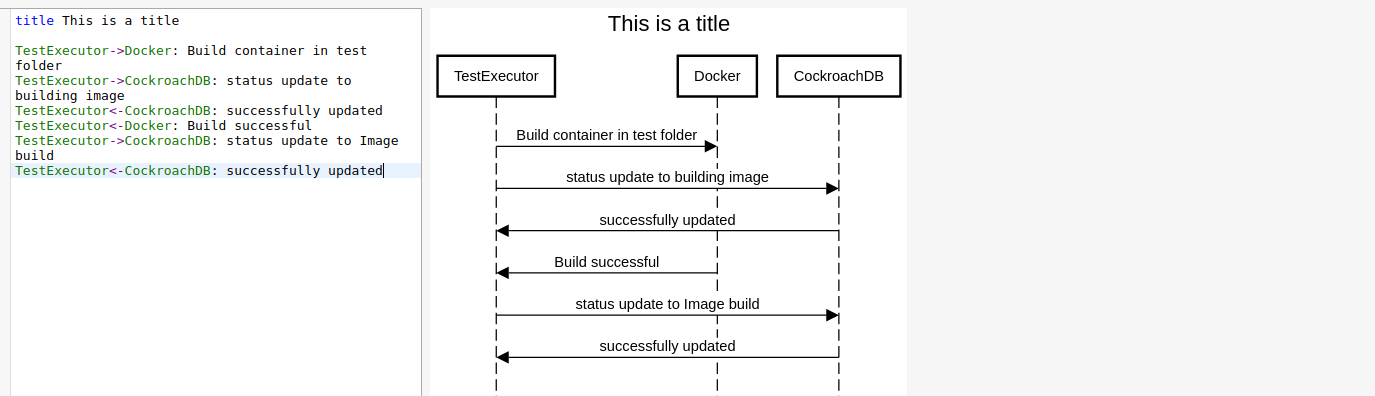 title This is a title
TestExecutor->Docker: Build container in test
folder
TestExecutor->CockroachDB: status update to
building image
TestExecutor<-CockroachDB: successfully updated
TestExecutor<-Docker: Build successful
TestExecutor->CockroachDB: status update to Image
build
TestExecutor<-CockroachDB: successfully updated
This is a title
TestExecutor
Docker
CockroachDB
Build container in test folder
status update to building image
successfully updated
Build successful
status update to Image build
successfully updated